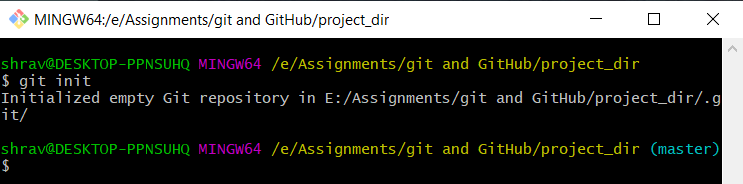 MINGW64:/e/Assignments/git and GitHub/project_dir
shrav@DESKTOP-PPNSUHQ MINGW64 /e/Assignments/git and GitHub/project_dir
$ git init
Initialized empty Git repository in E:/Assignments/git and GitHub/project_dir/.g
it/
shrav@DESKTOP-PPNSUHQ MINGW64 /e/Assignments/git and GitHub/project_dir (master)
$